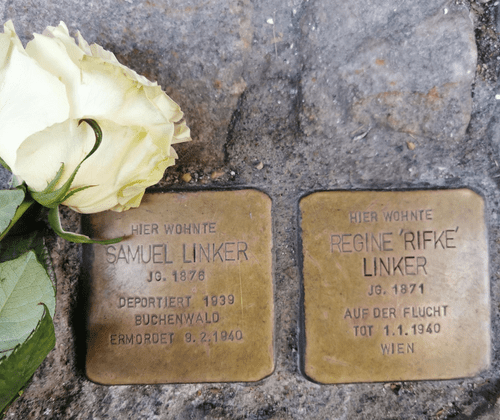 HIER WOHNTE
SAMUEL LINKER
JG. 1876
DEPORTIERT 1939
BUCHENWALD
ERMORDET 9.2.1940
HIER WOHNTE
REGINE 'RIFKE'
LINKER
JG. 1871
AUF DER FLUCHT
TOT 1.1.1940
WIEN